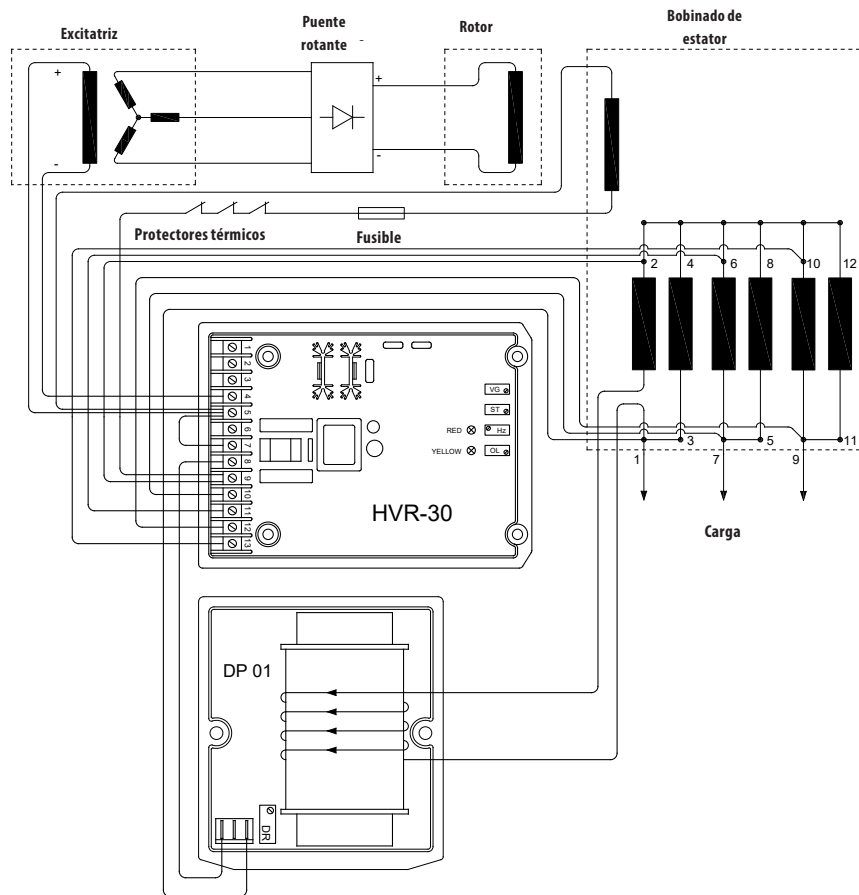 Excitatriz
Puente
rotante
Rotor
Bobinado de
estator
+
-
+
-
Protectores térmicos
Fusible
2
4
6
8
10
12
1
2
3
4
5
6
7
8
9
10
11
12
13
VG
ST
RED
Hz
YELLOW
OL
HVR-30
1
3
7
5
9
11
Carga
DP 01
DR